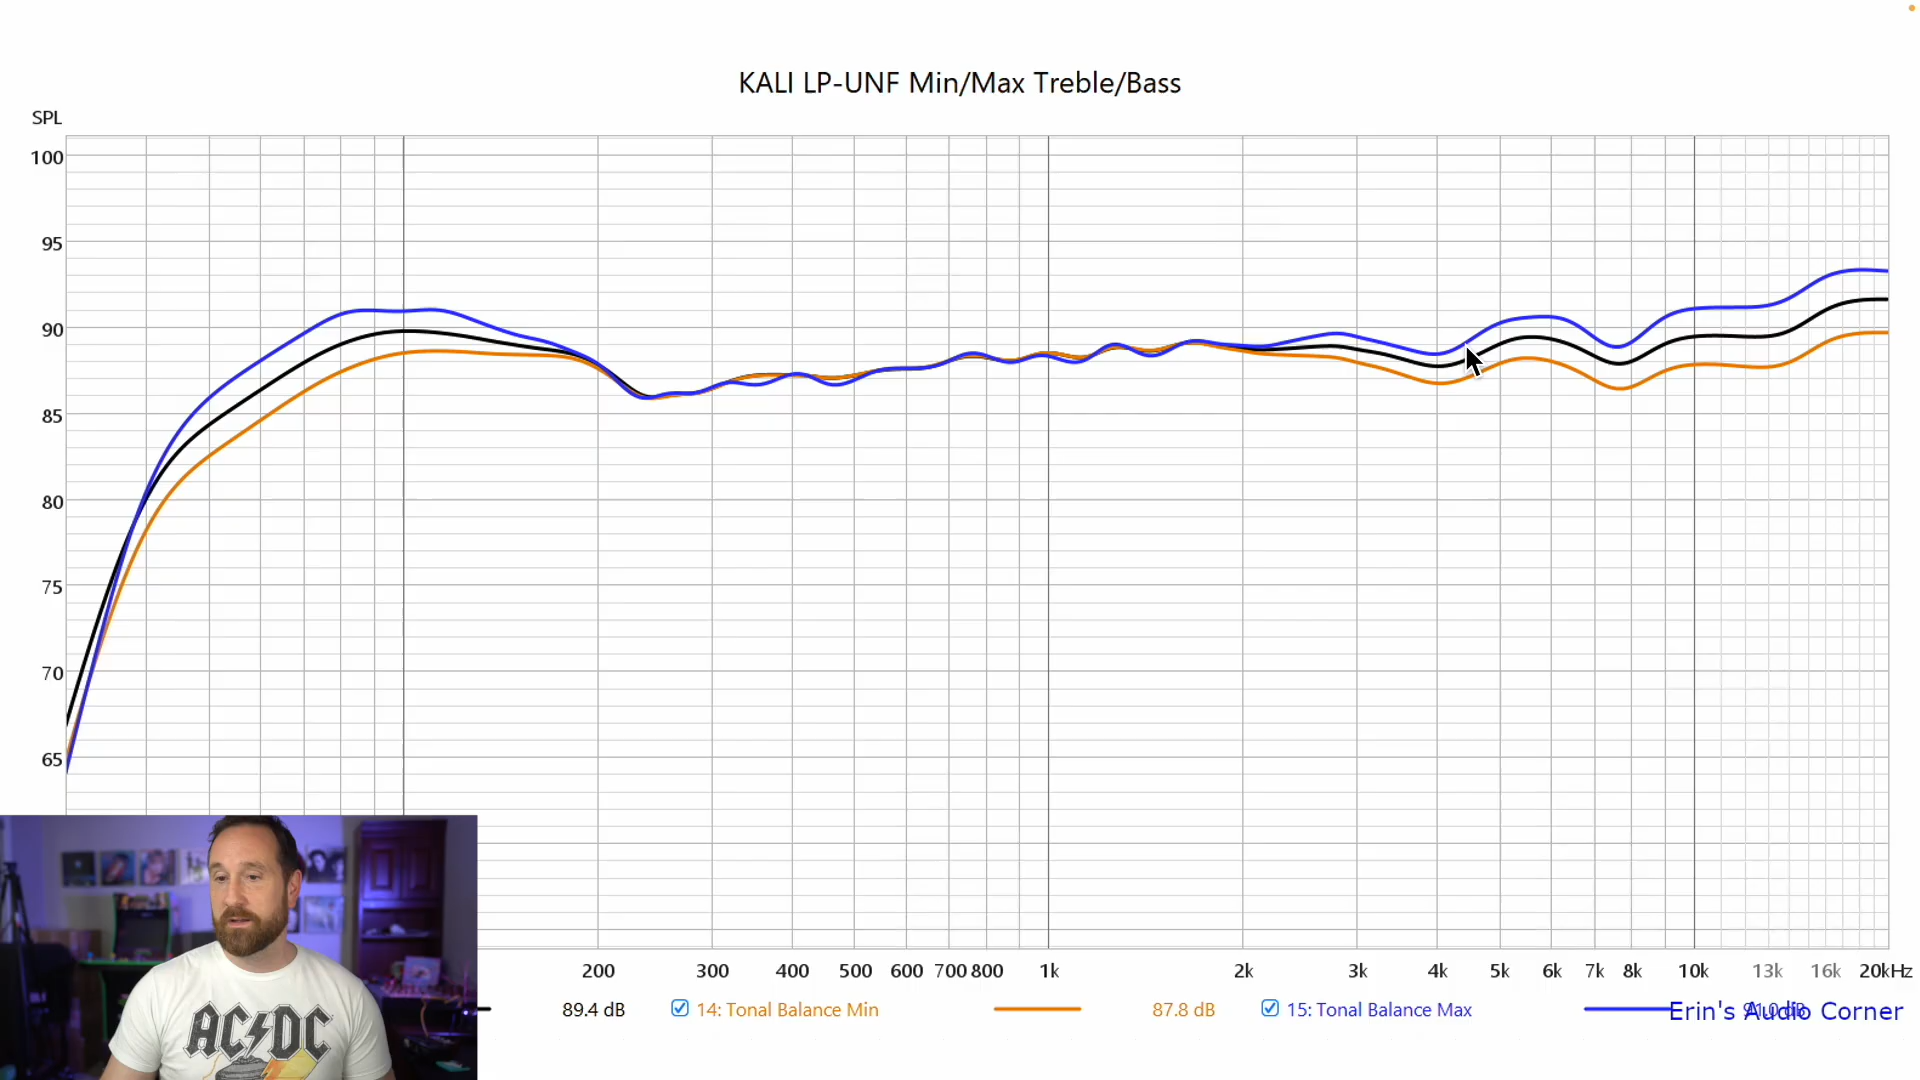 KALI LP-UNF Min/Max Treble/Bass
SPL
100
95
90
85
80
75
70
65
200 300 400 500 600 700 800 1k 2k 3k 4k 5k 6k 7k 8k 10k 13k 16k 20kHz
89.4 dB 14: Tonal Balance Min 87.8 dB 15: Tonal Balance Max Erin's Audio Corner
AC DC